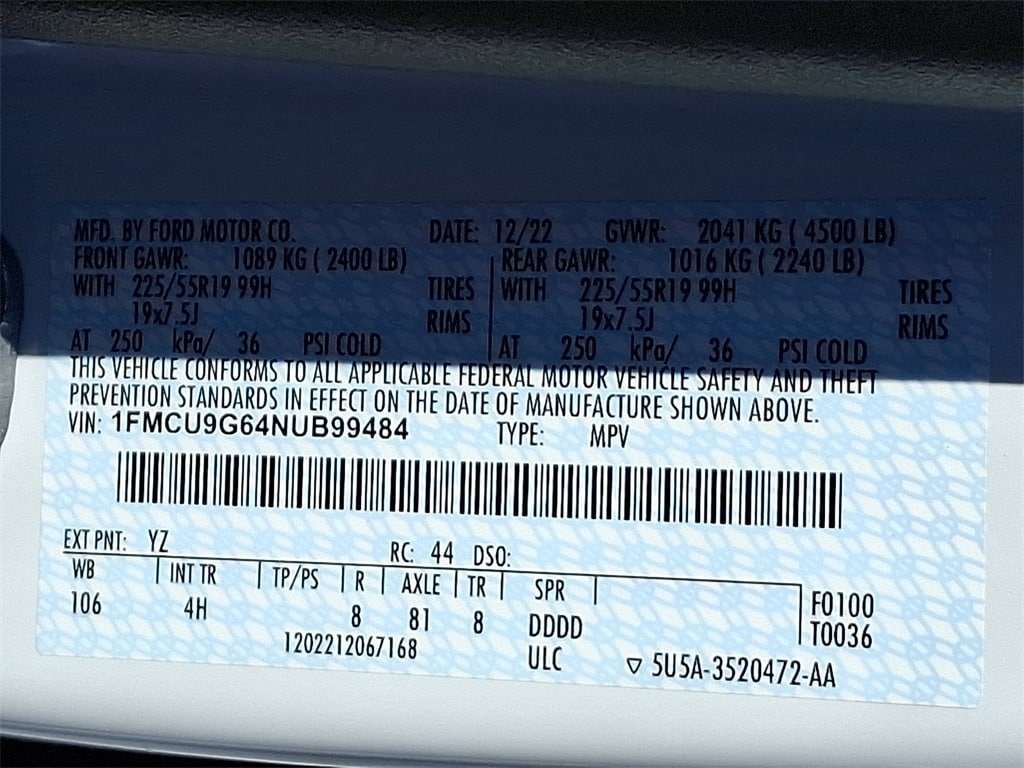 MFD. BY FORD MOTOR CO. DATE: 12/22 GVWR: 2041 KG ( 4500 LB)
FRONT GAWR: 1089 KG ( 2400 LB) REAR GAWR: 1016 KG ( 2240 LB)
WITH 225/55R19 99H TIRES WITH 225/55R19 99H TIRES
19x7.5J RIMS 19x7.5J RIMS
AT 250 kPa/ 36 PSI COLD AT 250 kPa/ 36 PSI COLD
THIS VEHICLE CONFORMS TO ALL APPLICABLE FEDERAL MOTOR VEHICLE SAFETY AND THEFT
PREVENTION STANDARDS IN EFFECT ON THE DATE OF MANUFACTURE SHOWN ABOVE.
VIN: 1FMCU9G64NUB99484 TYPE: MPV
EXT PNT: YZ RC: 44 DSO:
WB INT TR TP/PS R AXLE TR SPR
106 4H 8 81 8 DDDD F0100
1202212067168 ULC T0036
▽ 5U5A-3520472-AA